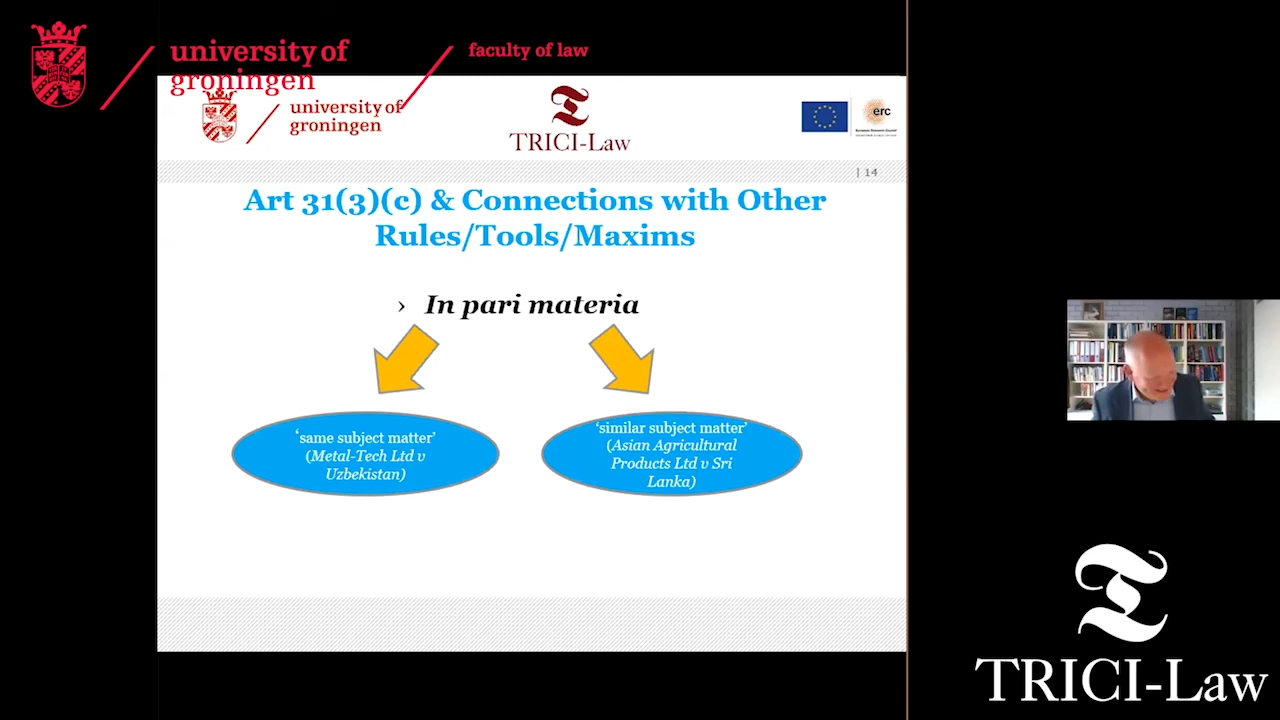 university of
groningen
faculty of law
university of
groningen
TRICI-Law
erc
| 14
Art 31(3)(c) & Connections with Other
Rules/Tools/Maxims
› In pari materia
‘same subject matter’
(Metal-Tech Ltd v
Uzbekistan)
‘similar subject matter’
(Asian Agricultural
Products Ltd v Sri
Lanka)
TRICI-Law